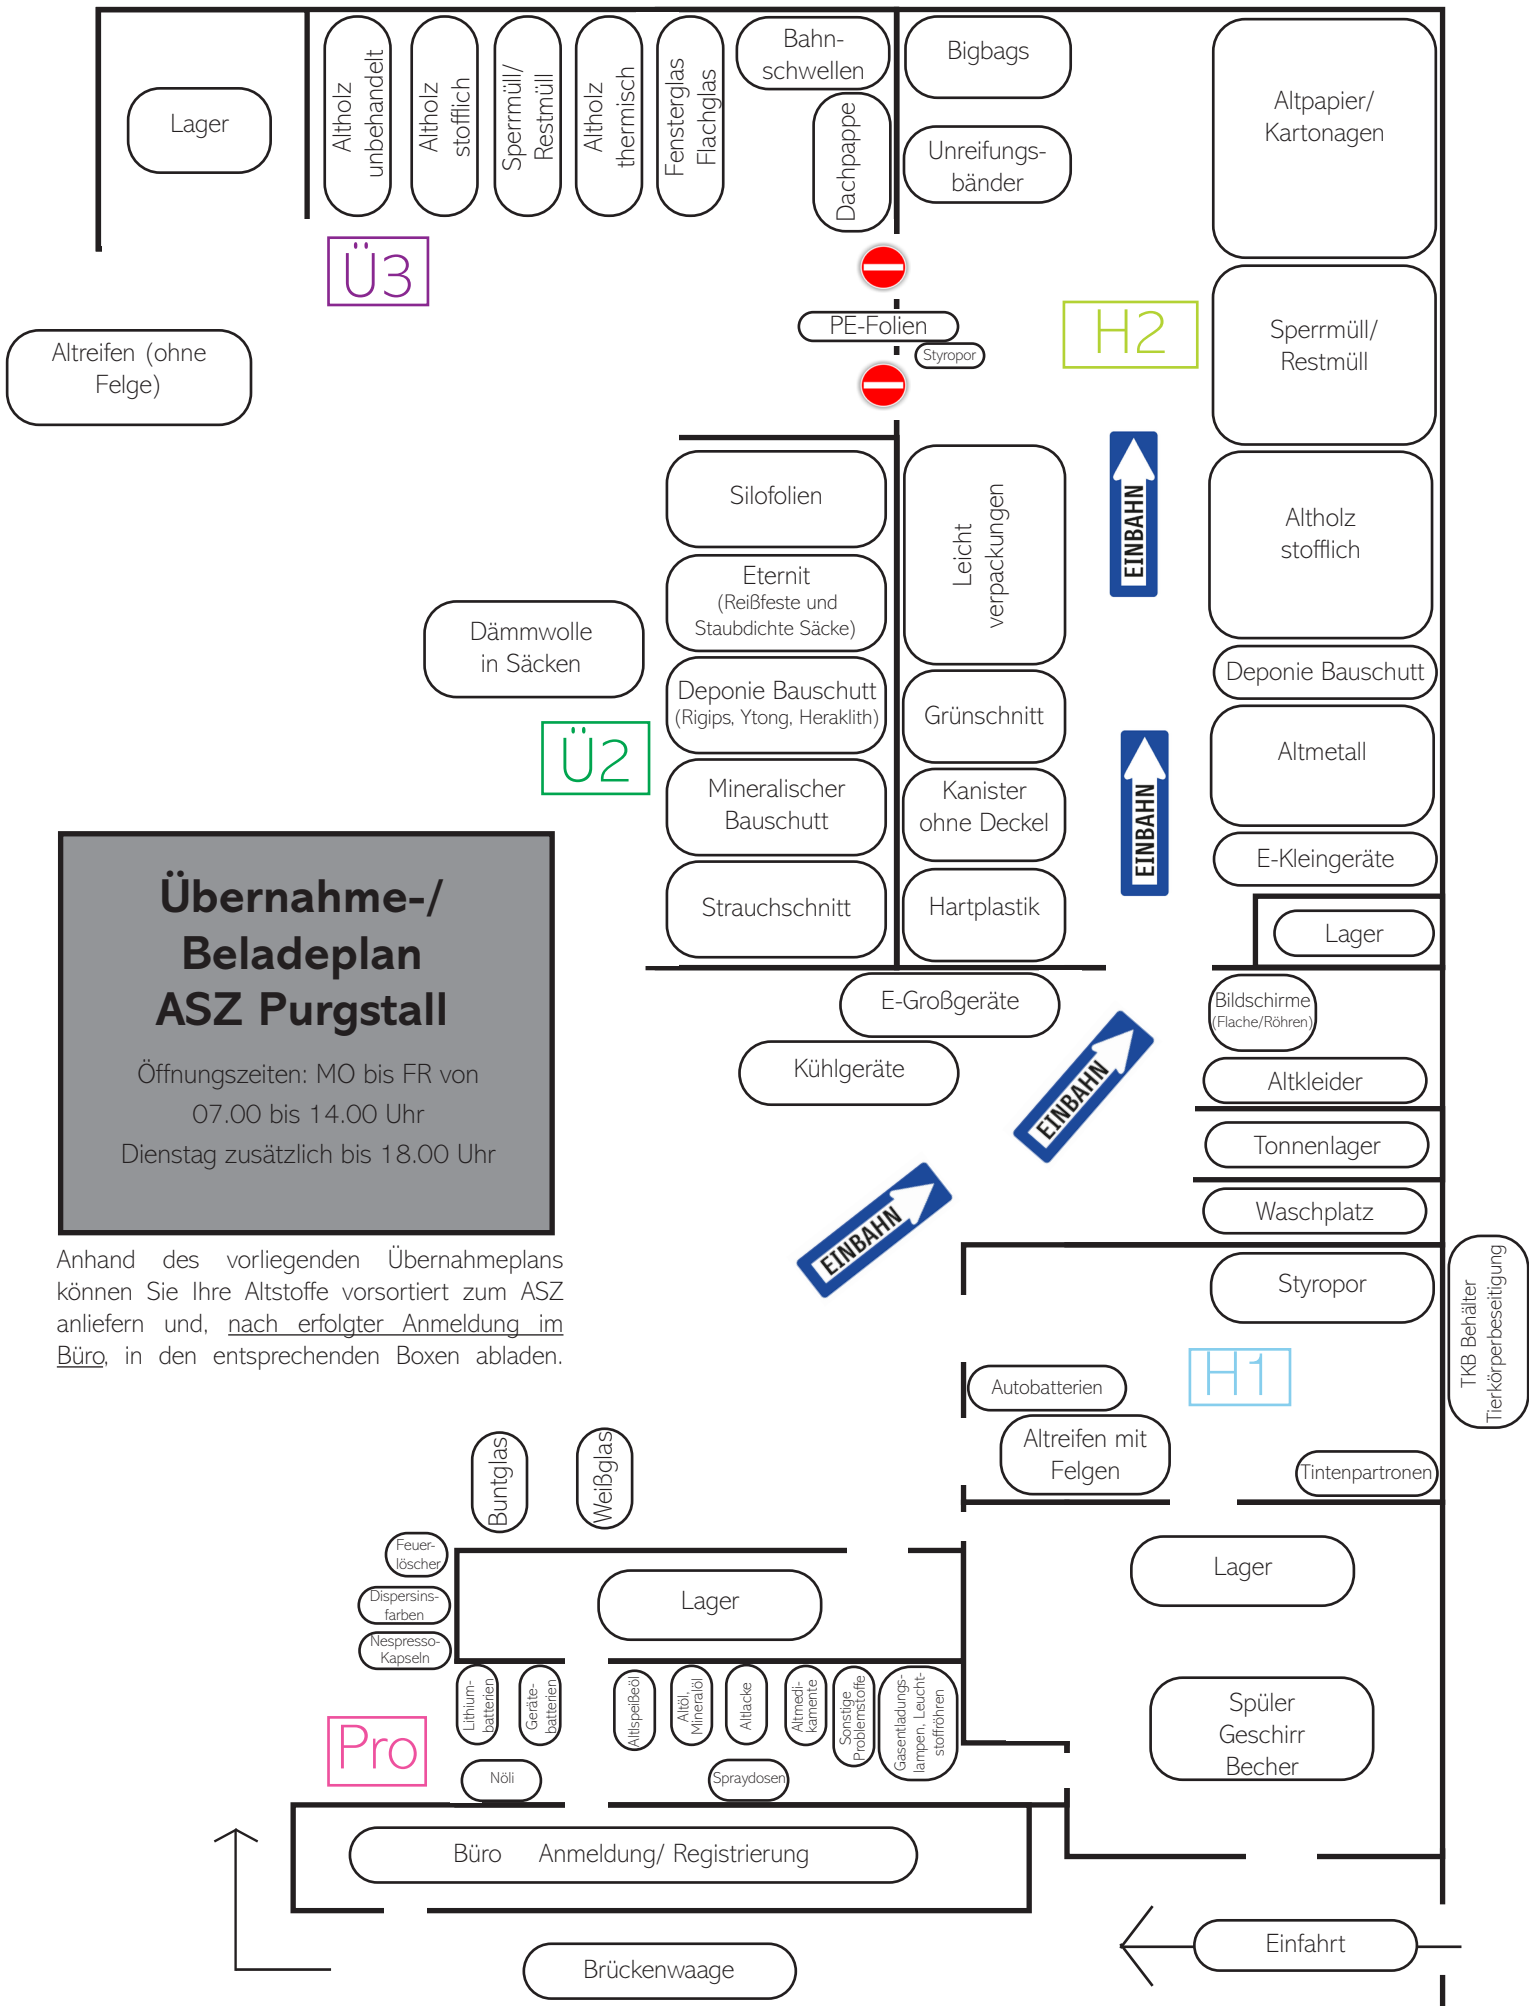 Lager
Altholz
unbehandelt
Altholz
stofflich
Sperrmüll/
Restmüll
Altholz
thermisch
Fensterglas
Flachglas
Bahn-
schwellen
Dachpappe
Bigbags
Unreifungs-
bänder
Altpapier/
Kartonagen
Ü3
PE-Folien
Styropor
H2
Sperrmüll/
Restmüll
Altreifen (ohne
Felge)
Silofolien
Leicht
verpackungen
EINBAHN
Altholz
stofflich
Eternit
(Reißfeste und
Staubdichte Säcke)
Dämmwolle
in Säcken
Deponie Bauschutt
(Rigips, Ytong, Heraklith)
Grünschnitt
Deponie Bauschutt
Ü2
Altmetall
Mineralischer
Bauschutt
Kanister
ohne Deckel
EINBAHN
E-Kleingeräte
Strauchschnitt
Hartplastik
Lager
Übernahme-/
Beladeplan
ASZ Purgstall
Öffnungszeiten: MO bis FR von
07.00 bis 14.00 Uhr
Dienstag zusätzlich bis 18.00 Uhr
E-Großgeräte
Kühlgeräte
Bildschirme
(Flache/Röhren)
EINBAHN
Altkleider
Tonnenlager
EINBAHN
Waschplatz
Anhand des vorliegenden Übernahmeplans
können Sie Ihre Altstoffe vorsortiert zum ASZ
anliefern und, nach erfolgter Anmeldung im
Büro, in den entsprechenden Boxen abladen.
Styropor
TKB Behälter
Tierkörperbeseitigung
H1
Autobatterien
Altreifen mit
Felgen
Tintenpartronen
Buntglas
Weißglas
Feuer-
löscher
Dispersins-
farben
Nespresso-
Kapseln
Lager
Lager
Lithium-
batterien
Geräte-
batterien
Altlspeißeöl
Altöl,
Mineralöl
Altlacke
Altmedi-
kamente
Sonstige
Problemstoffe
Gasentladungs-
lampen, Leucht-
stoffröhren
Spüler
Geschirr
Becher
Pro
Nöli
Spraydosen
Büro Anmeldung/ Registrierung
Einfahrt
Brückenwaage